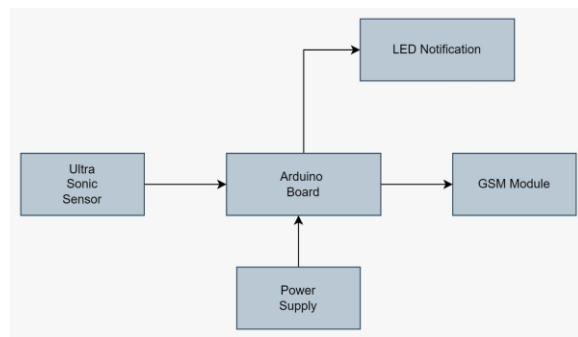 LED Notification
Ultra
Sonic
Sensor
Arduino
Board
GSM Module
Power
Supply